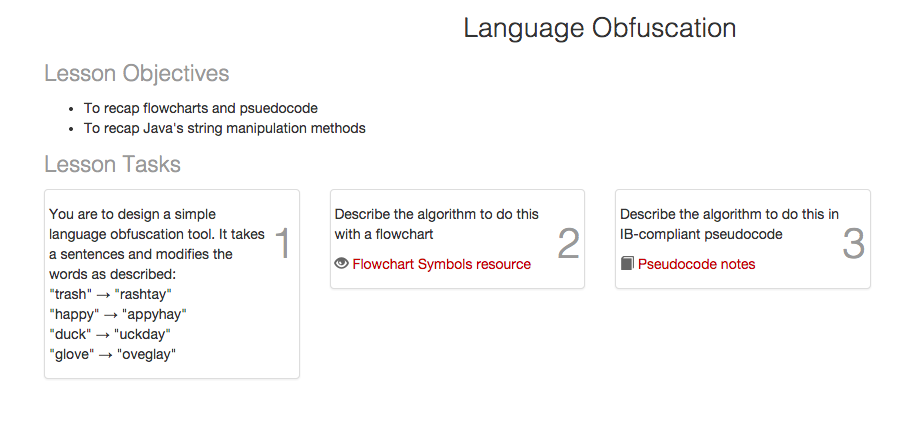 Language Obfuscation
Lesson Objectives
• To recap flowcharts and psuedocode
• To recap Java's string manipulation methods
Lesson Tasks
You are to design a simple
language obfuscation tool. It takes
a sentences and modifies the
words as described:
"trash" → "rashtay"
"happy" → "appyhay"
"duck" → "uckday"
"glove" → "oveglay"
1
Describe the algorithm to do this
with a flowchart
Flowchart Symbols resource
2
Describe the algorithm to do this in
IB-compliant pseudocode
Pseudocode notes
3